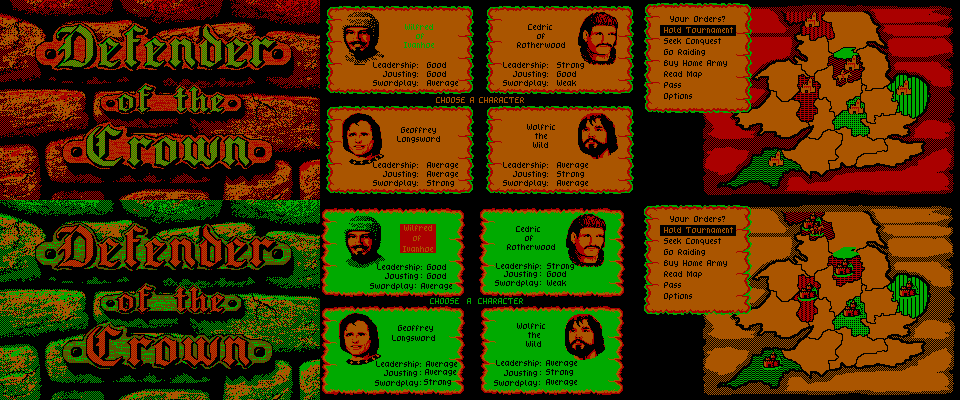 Defender
of the
Crown
Cedric
of
Rotherwood
Leadership: Good
Jousting: Good
Swordplay: Average
Leadership: Strong
Jousting: Good
Swordplay: Weak
CHOOSE A CHARACTER
Geoffrey
Longsword
Wolfric
the
Wild
Leadership: Average
Jousting: Average
Swordplay: Strong
Leadership: Average
Jousting: Strong
Swordplay: Average
Your Orders?
Hold Tournament
Seek Conquest
Go Raiding
Buy Home Army
Read Map
Pass
Options
Defender
of the
Crown
Wilfred
of
Ivanhoe
Cedric
of
Rotherwood
Leadership: Good
Jousting: Good
Swordplay: Average
Leadership: Strong
Jousting: Good
Swordplay: Weak
CHOOSE A CHARACTER
Geoffrey
Longsword
Wolfric
the
Wild
Leadership: Average
Jousting: Average
Swordplay: Strong
Leadership: Average
Jousting: Strong
Swordplay: Average
Your Orders?
Hold Tournament
Seek Conquest
Go Raiding
Buy Home Army
Read Map
Pass
Options